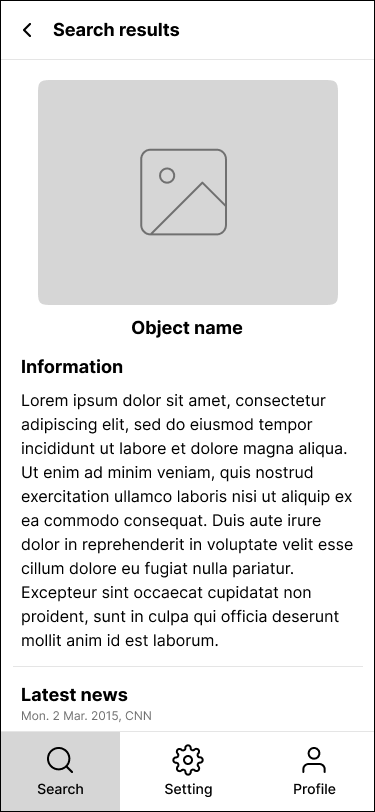 Search results
Object name
Information
Lorem ipsum dolor sit amet, consectetur
adipiscing elit, sed do eiusmod tempor
incididunt ut labore et dolore magna aliqua.
Ut enim ad minim veniam, quis nostrud
exercitation ullamco laboris nisi ut aliquip ex
ea commodo consequat. Duis aute irure
dolor in reprehenderit in voluptate velit esse
cillum dolore eu fugiat nulla pariatur.
Excepteur sint occaecat cupidatat non
proident, sunt in culpa qui officia deserunt
mollit anim id est laborum.
Latest news
Mon. 2 Mar. 2015, CNN
Search
Setting
Profile